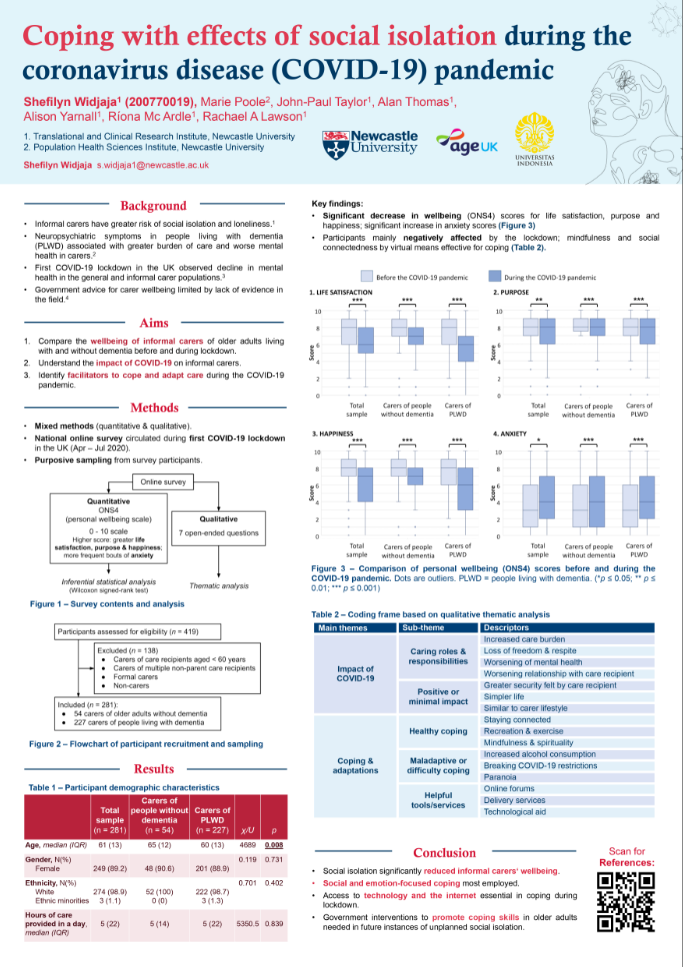 Coping with effects of social isolation during the
coronavirus disease (COVID-19) pandemic
Shefilyn Widjaja¹ (200770019), Marie Poole², John-Paul Taylor¹, Alan Thomas¹,
Alison Yarnall¹, Ríona Mc Ardle¹, Rachael A Lawson¹
1. Translational and Clinical Research Institute, Newcastle University
2. Population Health Sciences Institute, Newcastle University
Shefilyn Widjaja s.widjaja1@newcastle.ac.uk
Newcastle
University
age UK
UNIVERSITAS
INDONESIA
Background
• Informal carers have greater risk of social isolation and loneliness.¹
• Neuropsychiatric symptoms in people living with dementia
(PLWD) associated with greater burden of care and worse mental
health in carers.²
• First COVID-19 lockdown in the UK observed decline in mental
health in the general and informal carer populations.³
• Government advice for carer wellbeing limited by lack of evidence in
the field.⁴
Aims
1. Compare the wellbeing of informal carers of older adults living
with and without dementia before and during lockdown.
2. Understand the impact of COVID-19 on informal carers.
3. Identify facilitators to cope and adapt care during the COVID-19
pandemic.
Methods
• Mixed methods (quantitative & qualitative).
• National online survey circulated during first COVID-19 lockdown
in the UK (Apr – Jul 2020).
• Purposive sampling from survey participants.
Online survey
Quantitative
ONS4
(personal wellbeing scale)
0 - 10 scale
Higher score: greater life
satisfaction, purpose & happiness;
more frequent bouts of anxiety
Qualitative
7 open-ended questions
Inferential statistical analysis
(Wilcoxon signed-rank test)
Thematic analysis
Figure 1 – Survey contents and analysis
Participants assessed for eligibility (n = 419)
Excluded (n = 138)
• Carers of care recipients aged < 60 years
• Carers of multiple non-parent care recipients
• Formal carers
• Non-carers
Included (n = 281):
• 54 carers of older adults without dementia
• 227 carers of people living with dementia
Figure 2 – Flowchart of participant recruitment and sampling
Results
Table 1 – Participant demographic characteristics
Total sample (n = 281) Carers of people without dementia (n = 54) Carers of PLWD (n = 227) x/U p
Age, median (IQR) 61 (13) 65 (12) 60 (13) 4689 0.008
Gender, N(%) 0.119 0.731
Female 249 (89.2) 48 (90.6) 201 (88.9)
Ethnicity, N(%) 0.701 0.402
White 274 (98.9) 52 (100) 222 (98.7)
Ethnic minorities 3 (1.1) 0 (0) 3 (1.3)
Hours of care
provided in a day, 5 (22) 5 (14) 5 (22) 5350.5 0.839
median (IQR)
Key findings:
• Significant decrease in wellbeing (ONS4) scores for life satisfaction, purpose and
happiness; significant increase in anxiety scores (Figure 3)
• Participants mainly negatively affected by the lockdown; mindfulness and social
connectedness by virtual means effective for coping (Table 2).
Before the COVID-19 pandemic During the COVID-19 pandemic
1. LIFE SATISFACTION
*** *** ***
Score
10
8
6
4
2
0
Total sample Carers of people without dementia Carers of PLWD
2. PURPOSE
** *** ***
Score
10
8
6
4
2
0
Total sample Carers of people without dementia Carers of PLWD
3. HAPPINESS
*** *** ***
Score
10
8
6
4
2
0
Total sample Carers of people without dementia Carers of PLWD
4. ANXIETY
* *** ***
Score
10
8
6
4
2
0
Total sample Carers of people without dementia Carers of PLWD
Figure 3 – Comparison of personal wellbeing (ONS4) scores before and during the
COVID-19 pandemic. Dots are outliers. PLWD = people living with dementia. (*p ≤ 0.05; ** p ≤
0.01; *** p ≤ 0.001)
Table 2 – Coding frame based on qualitative thematic analysis
Main themes Sub-theme Descriptors
Impact of
COVID-19
Caring roles &
responsibilities
Increased care burden
Loss of freedom & respite
Worsening of mental health
Worsening relationship with care recipient
Positive or
minimal impact
Greater security felt by care recipient
Simpler life
Similar to carer lifestyle
Coping &
adaptations
Healthy coping
Staying connected
Recreation & exercise
Mindfulness & spirituality
Maladaptive or
difficulty coping
Increased alcohol consumption
Breaking COVID-19 restrictions
Paranoia
Helpful
tools/services
Online forums
Delivery services
Technological aid
Conclusion
• Social isolation significantly reduced informal carers' wellbeing.
• Social and emotion-focused coping most employed.
• Access to technology and the internet essential in coping during
lockdown.
• Government interventions to promote coping skills in older adults
needed in future instances of unplanned social isolation.
Scan for
References: